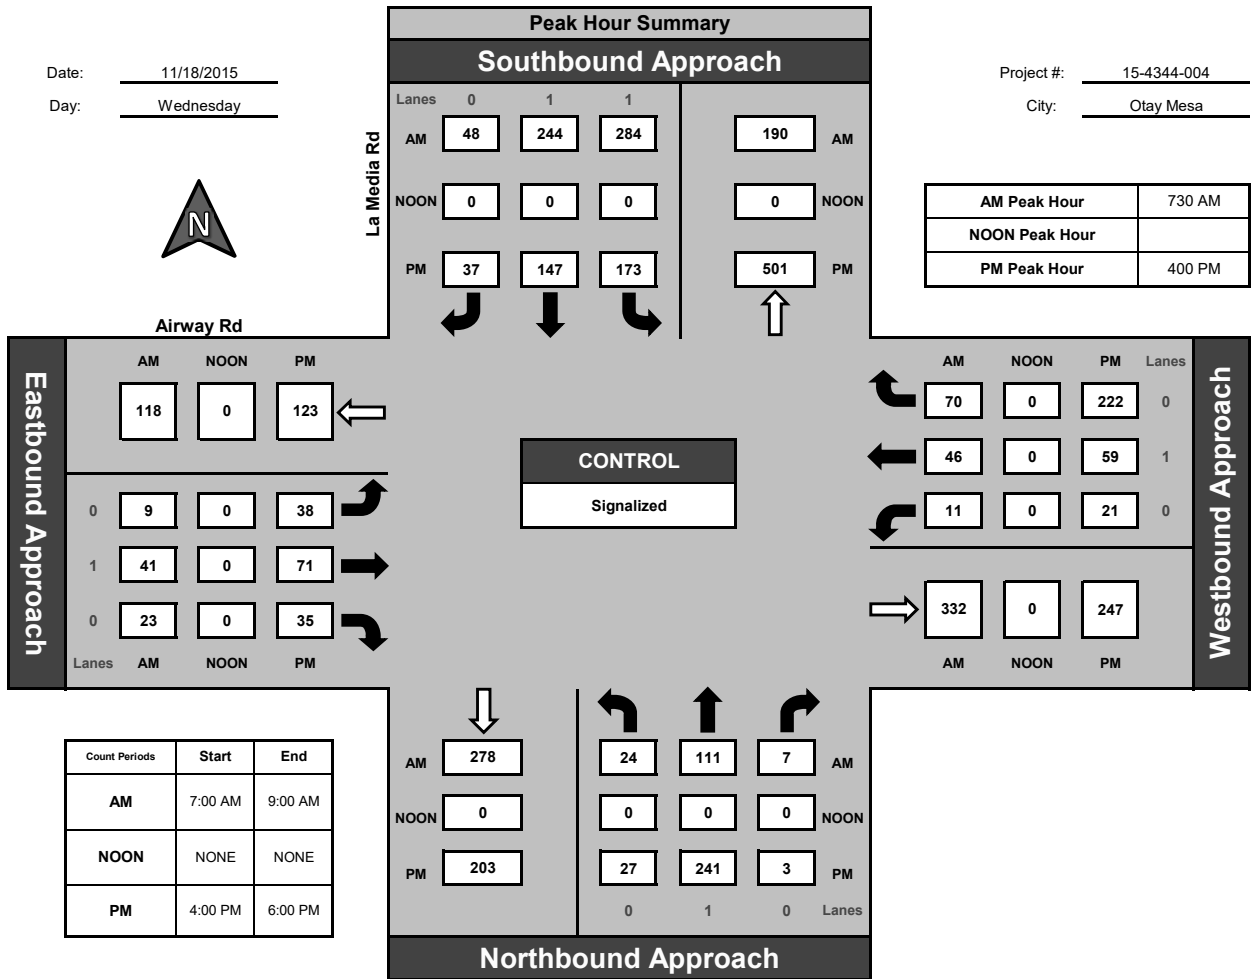 Peak Hour Summary
Southbound Approach
Date: 11/18/2015
Day: Wednesday
Project #: 15-4344-004
City: Otay Mesa
La Media Rd
Lanes 0 1 1
AM 48 244 284 190 AM
NOON 0 0 0 0 NOON
PM 37 147 173 501 PM
N
AM Peak Hour 730 AM
NOON Peak Hour
PM Peak Hour 400 PM
Airway Rd
Eastbound Approach
AM NOON PM
118 0 123
0 9 0 38
1 41 0 71
0 23 0 35
Lanes AM NOON PM
CONTROL
Signalized
AM NOON PM Lanes
70 0 222 0
46 0 59 1
11 0 21 0
332 0 247
AM NOON PM
Westbound Approach
Count Periods Start End
AM 7:00 AM 9:00 AM
NOON NONE NONE
PM 4:00 PM 6:00 PM
AM 278 24 111 7 AM
NOON 0 0 0 0 NOON
PM 203 27 241 3 PM
0 1 0 Lanes
Northbound Approach